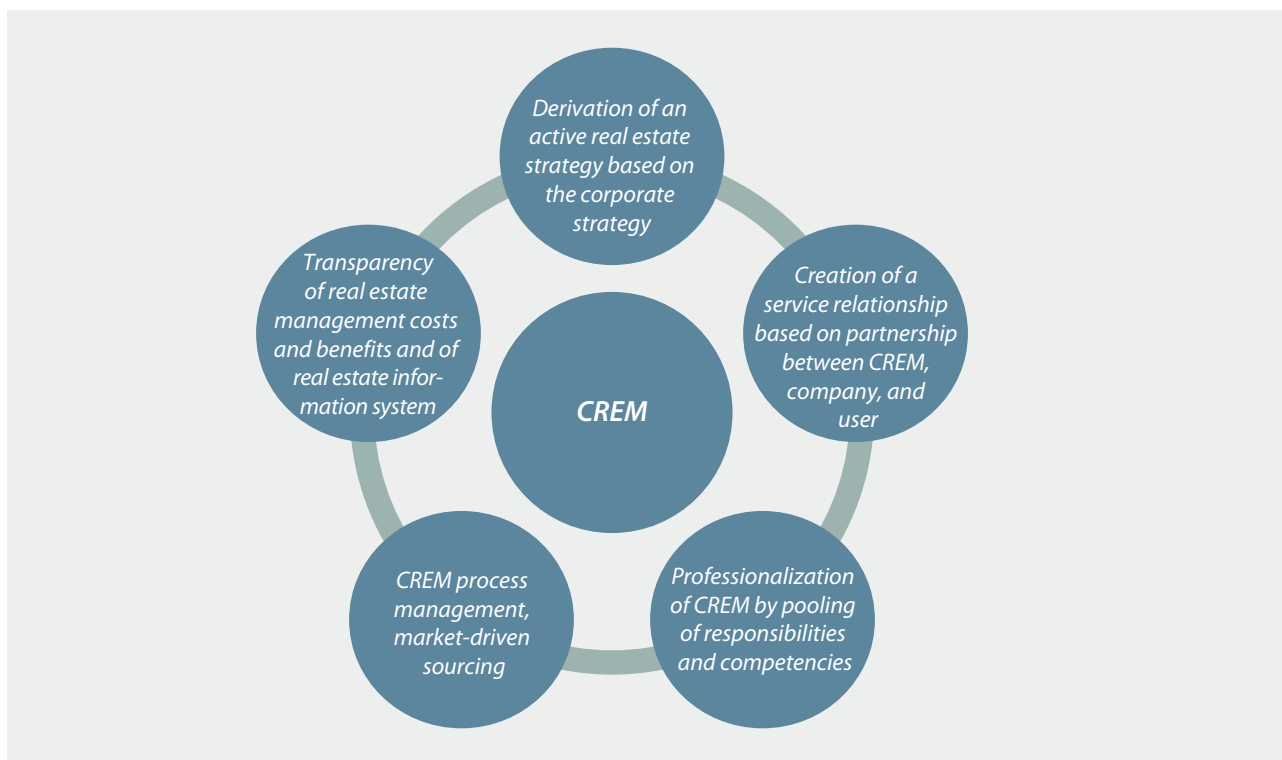 Derivation of an
active real estate
strategy based on
the corporate
strategy
Transparency
of real estate
management costs
and benefits and of
real estate infor-
mation system
Creation of a
service relationship
based on partnership
between CREM,
company, and
user
CREM
CREM process
management,
market-driven
sourcing
Professionalization
of CREM by pooling
of responsibilities
and competencies